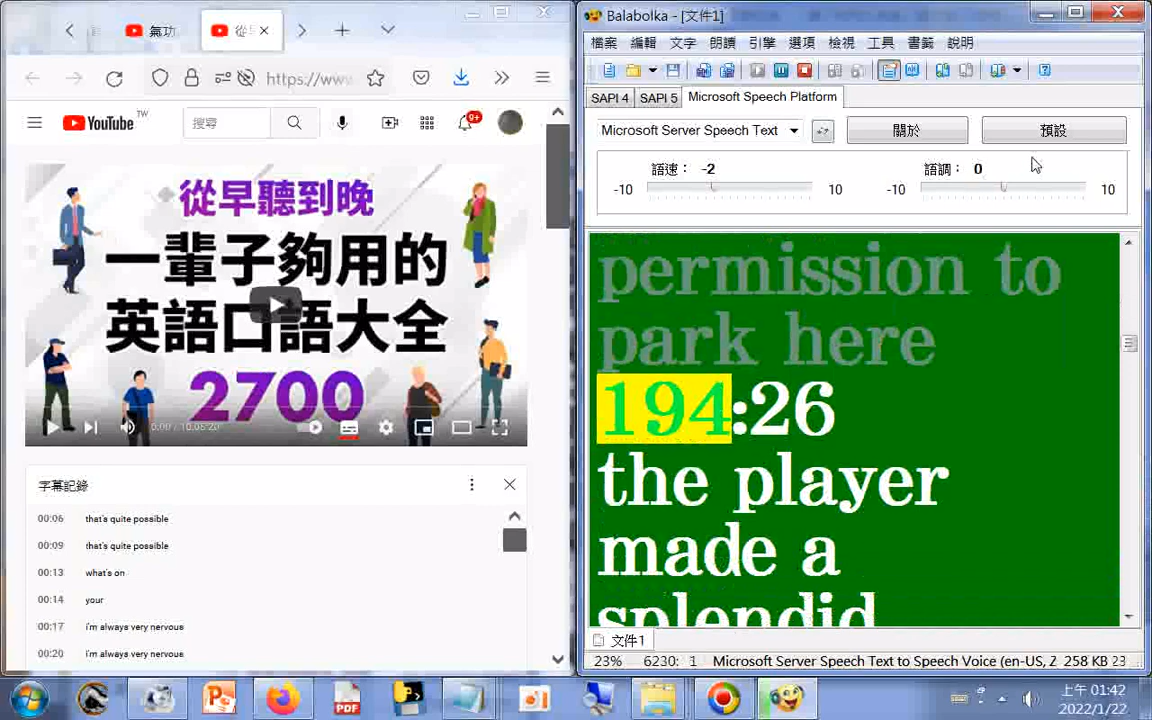 氣功
從
https://www
YouTube TW
搜尋
9+
從早聽到晚
一輩子夠用的
英語口語大全
2700
0:00 / 10:05:20
字幕記錄
00:06 that's quite possible
00:09 that's quite possible
00:13 what's on
00:14 your
00:17 i'm always very nervous
00:20 i'm always very nervous
Balabolka - [文件1]
檔案 編輯 文字 朗讀 引擎 選項 檢視 工具 書籤 說明
SAPI 4 SAPI 5 Microsoft Speech Platform
Microsoft Server Speech Text 關於 預設
語速： -2 語調： 0
-10 10 -10 10
permission to
park here
194:26
the player
made a
splendid
文件1
23% 6230: 1 Microsoft Server Speech Text to Speech Voice (en-US, Z 258 KB 23
PDF
上午 01:42
2022/1/22